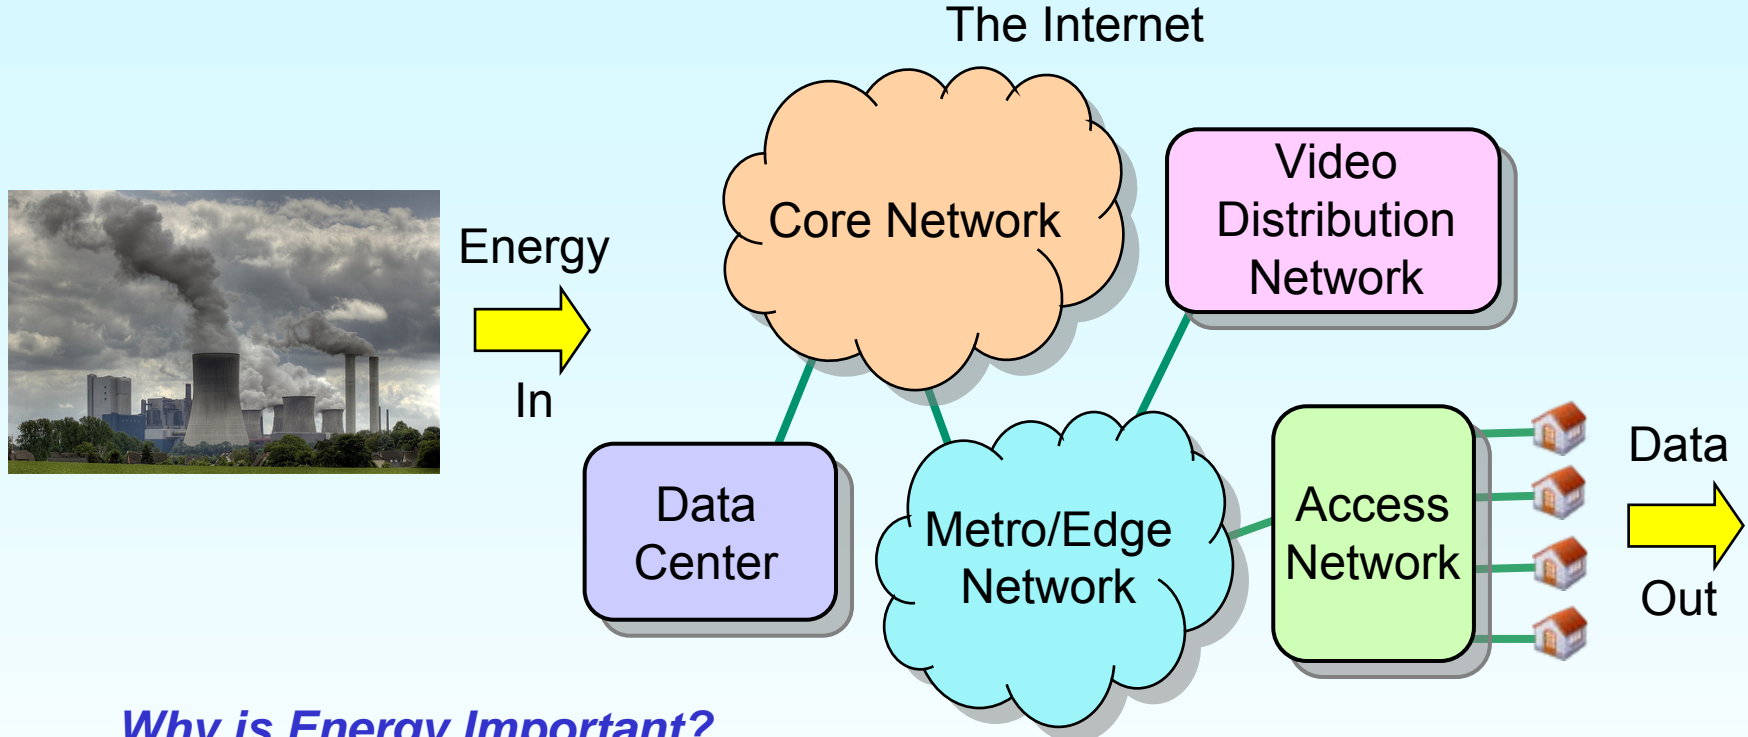 The Internet
Core Network
Video
Distribution
Network
Energy
In
Data
Center
Metro/Edge
Network
Access
Network
Data
Out
Why is Energy Important?